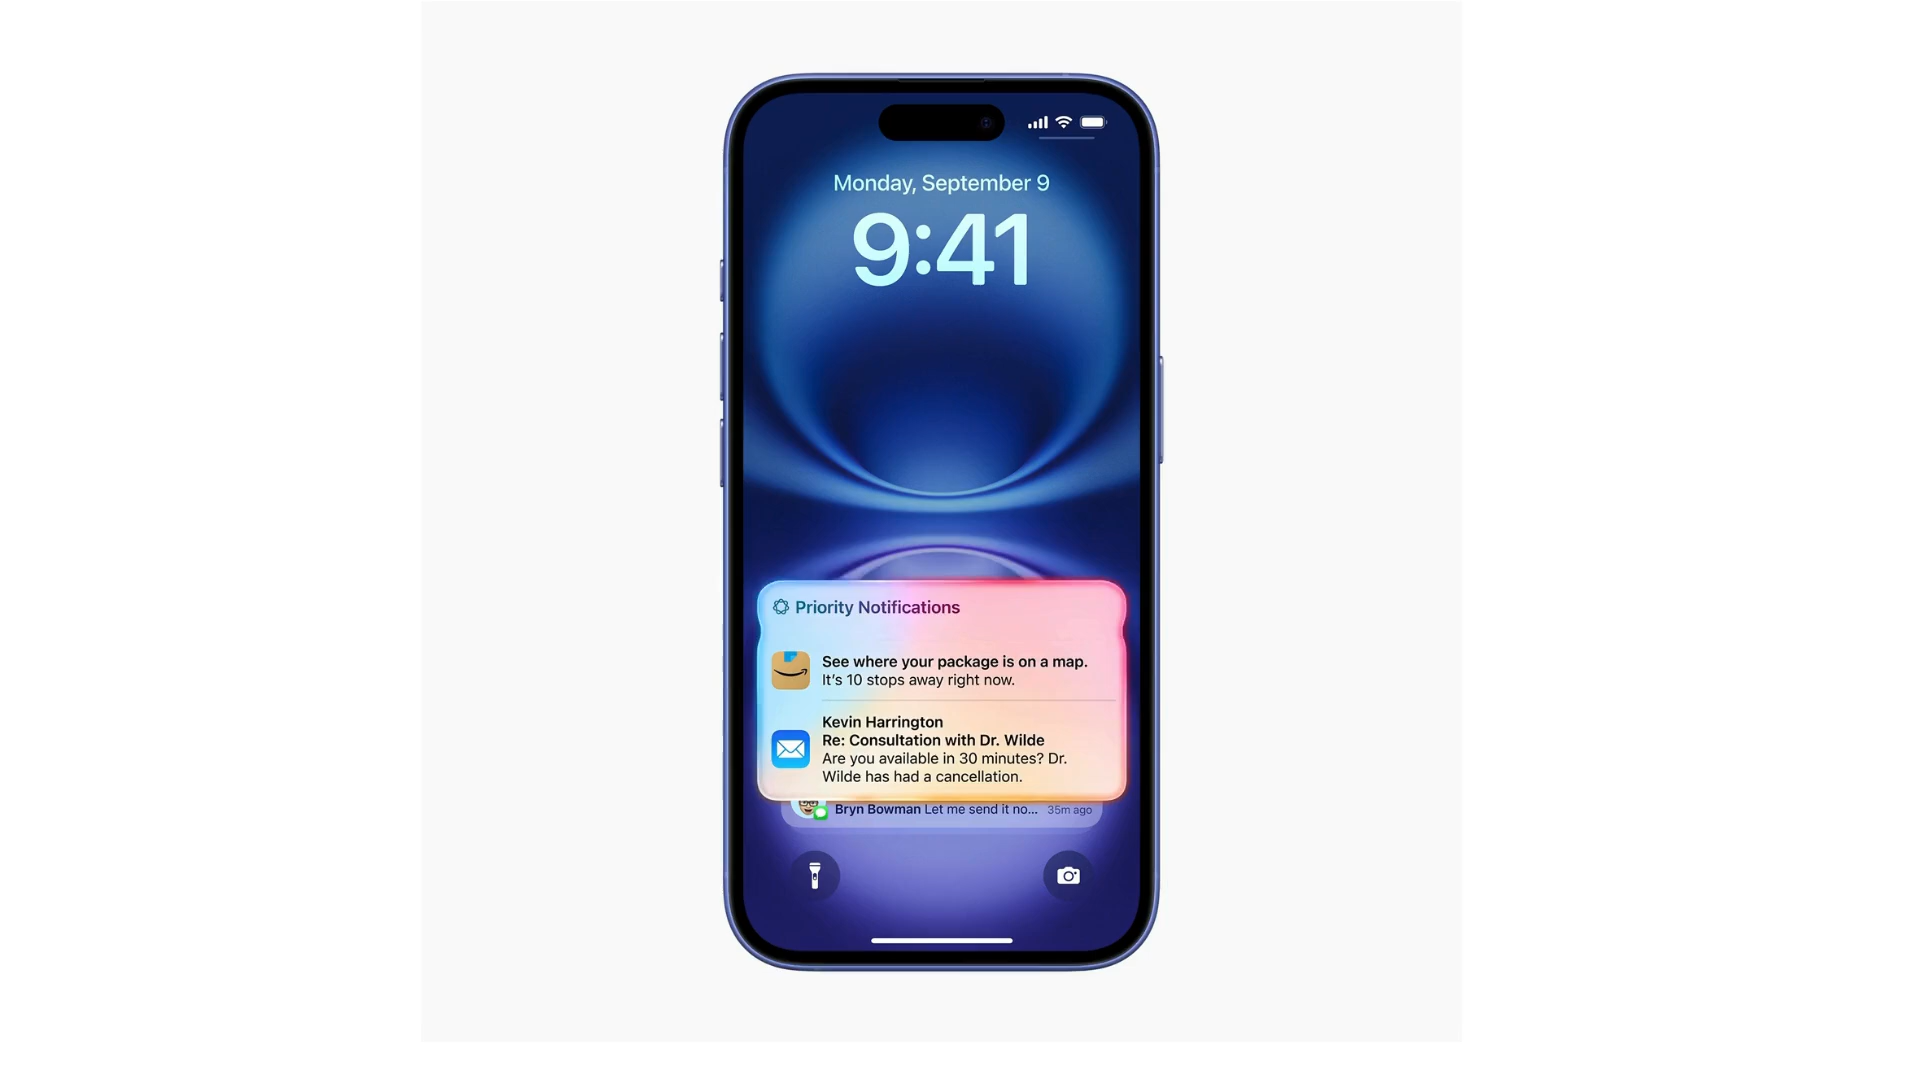 Monday, September 9
9:41
Priority Notifications
See where your package is on a map.
It's 10 stops away right now.
Kevin Harrington
Re: Consultation with Dr. Wilde
Are you available in 30 minutes? Dr.
Wilde has had a cancellation.
Bryn Bowman Let me send it no... 35m ago